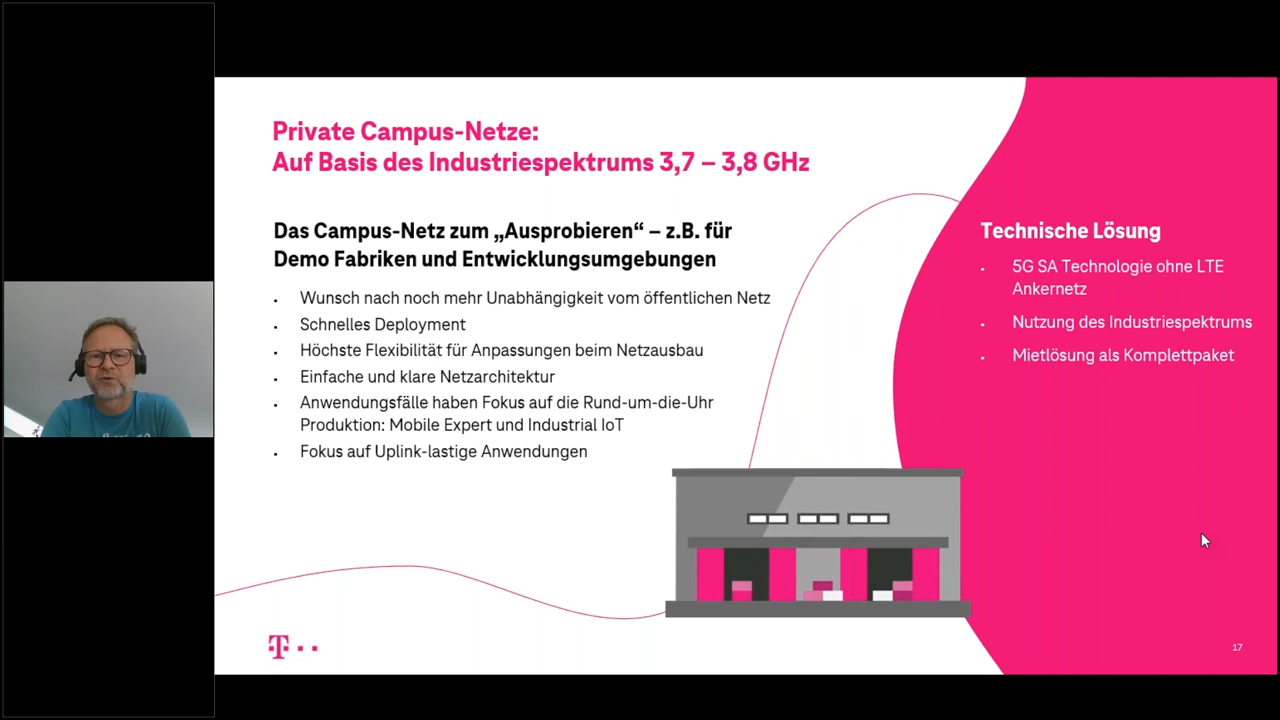 Private Campus-Netze:
Auf Basis des Industriespektrums 3,7 – 3,8 GHz
Das Campus-Netz zum „Ausprobieren“ – z.B. für
Demo Fabriken und Entwicklungsumgebungen
Wunsch nach noch mehr Unabhängigkeit vom öffentlichen Netz
Schnelles Deployment
Höchste Flexibilität für Anpassungen beim Netzausbau
Einfache und klare Netzarchitektur
Anwendungsfälle haben Fokus auf die Rund-um-die-Uhr
Produktion: Mobile Expert und Industrial IoT
Fokus auf Uplink-lastige Anwendungen
Technische Lösung
5G SA Technologie ohne LTE
Ankernetz
Nutzung des Industriespektrums
Mietlösung als Komplettpaket
T
17